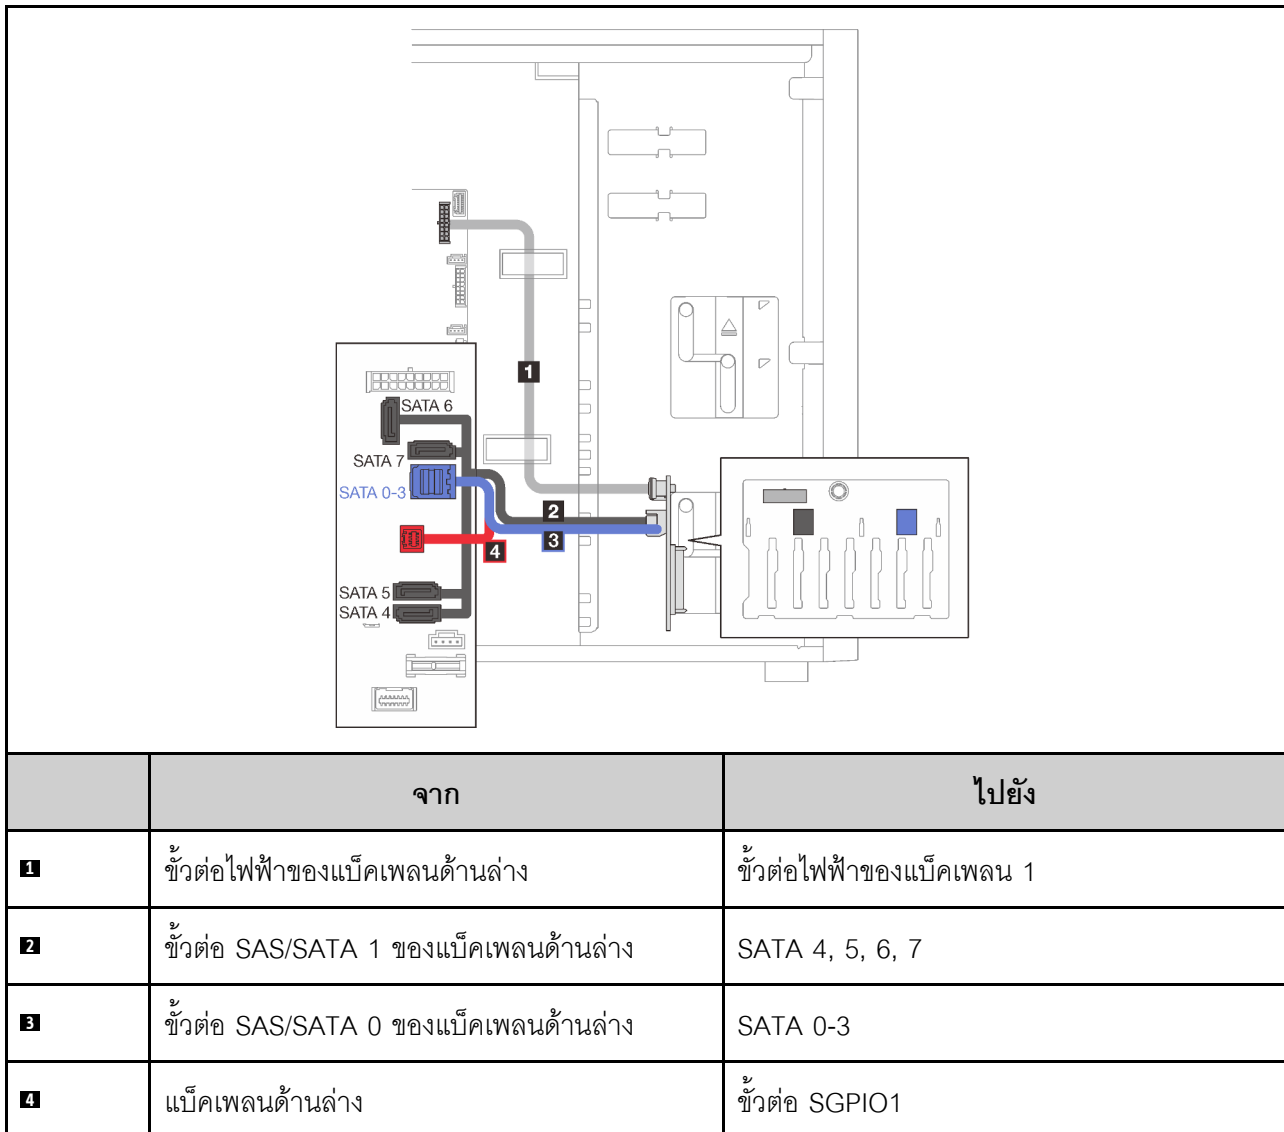 1
SATA 6
SATA 7
SATA 0-3
2
3
4
SATA 5
SATA 4
จาก ไปยัง
1 ขั้วต่อไฟฟ้าของแบ็คเพลนด้านล่าง ขั้วต่อไฟฟ้าของแบ็คเพลน 1
2 ขั้วต่อ SAS/SATA 1 ของแบ็คเพลนด้านล่าง SATA 4, 5, 6, 7
3 ขั้วต่อ SAS/SATA 0 ของแบ็คเพลนด้านล่าง SATA 0-3
4 แบ็คเพลนด้านล่าง ขั้วต่อ SGPIO1